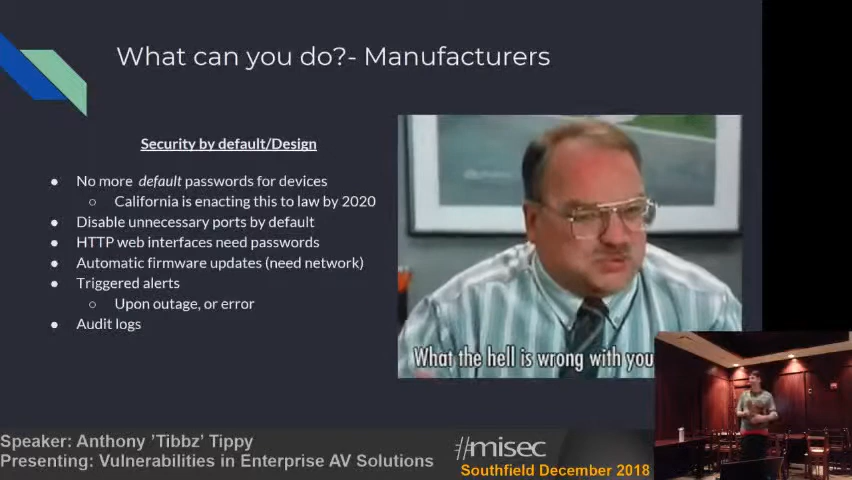 What can you do?- Manufacturers
Security by default/Design
● No more default passwords for devices
○ California is enacting this to law by 2020
● Disable unnecessary ports by default
● HTTP web interfaces need passwords
● Automatic firmware updates (need network)
● Triggered alerts
○ Upon outage, or error
● Audit logs
What the hell is wrong with you
Speaker: Anthony 'Tibbz' Tippy
Presenting: Vulnerabilities in Enterprise AV Solutions
#misec
Southfield December 2018